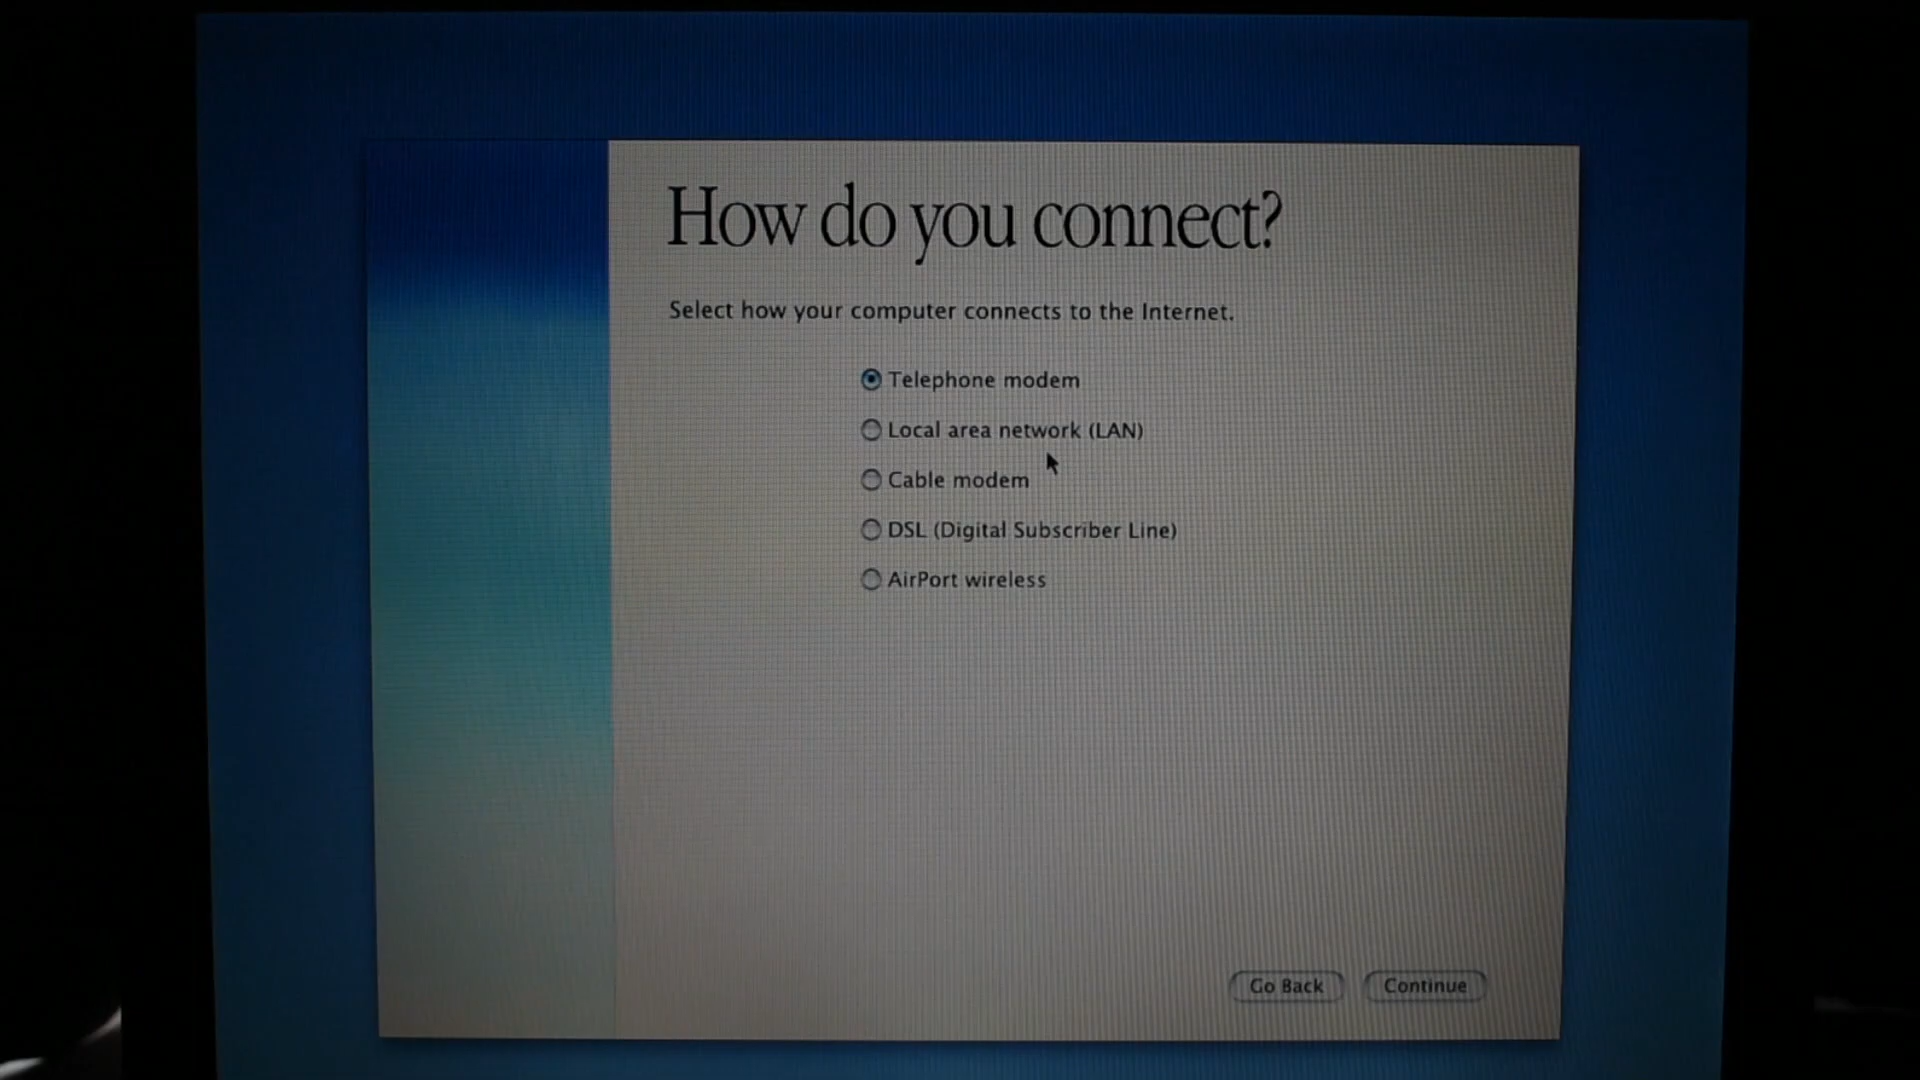 How do you connect?
Select how your computer connects to the Internet.
Telephone modem
Local area network (LAN)
Cable modem
DSL (Digital Subscriber Line)
AirPort wireless
Go Back
Continue